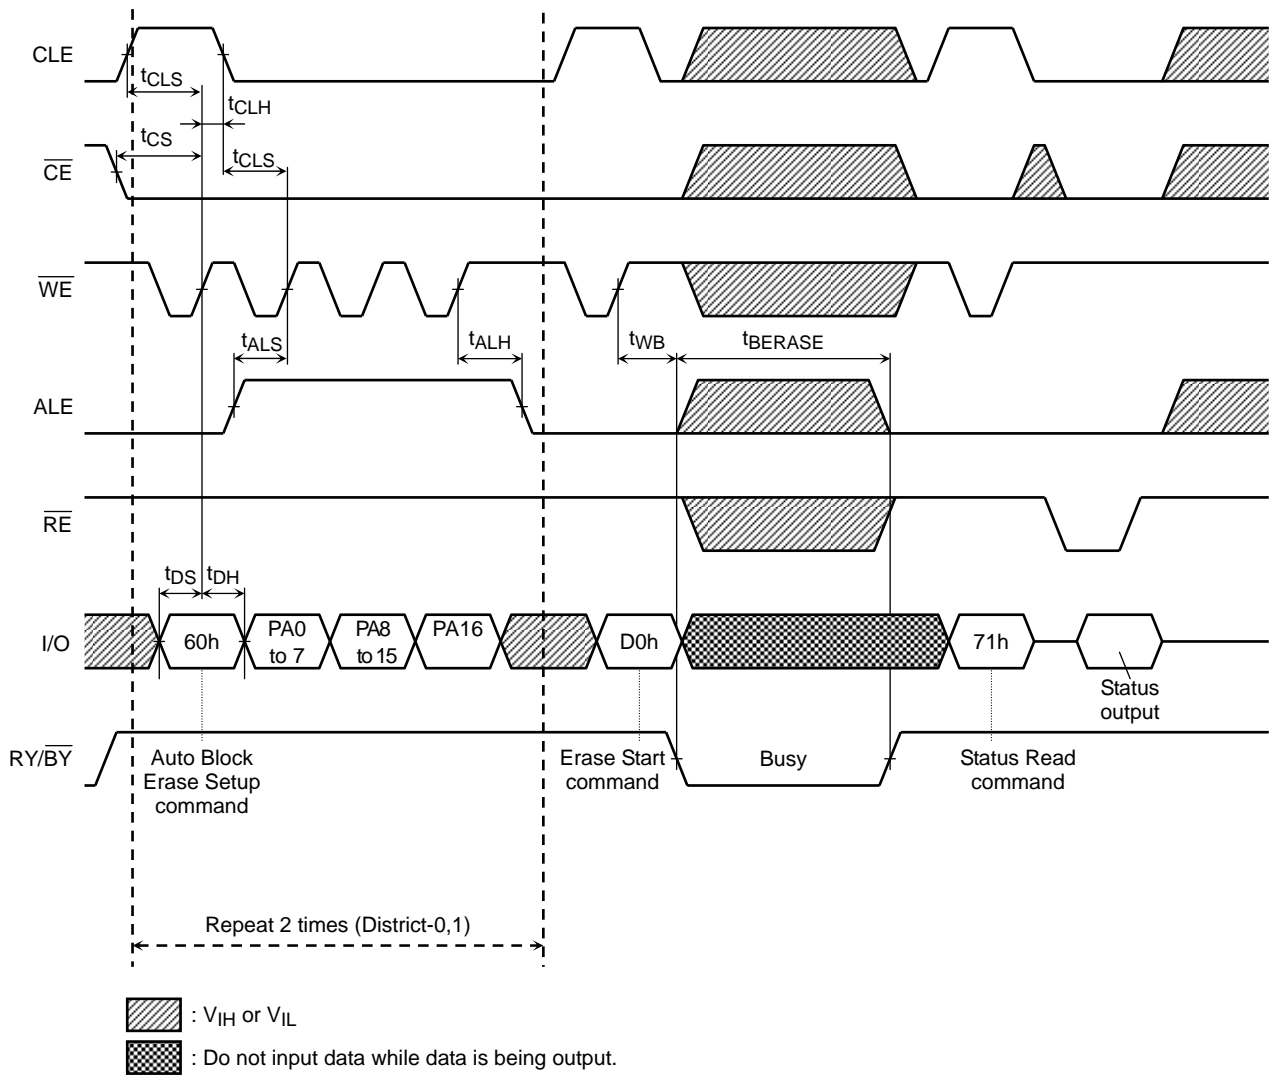 CLE
tCLS
tCLH
tCS
tCLS
CE
WE
tALS
tALH
tWB
tBERASE
ALE
RE
tDS
tDH
I/O
60h
PA0
to 7
PA8
to 15
PA16
D0h
71h
Status
output
RY/BY
Auto Block
Erase Setup
command
Erase Start
command
Busy
Status Read
command
Repeat 2 times (District-0,1)
: VIH or VIL
: Do not input data while data is being output.